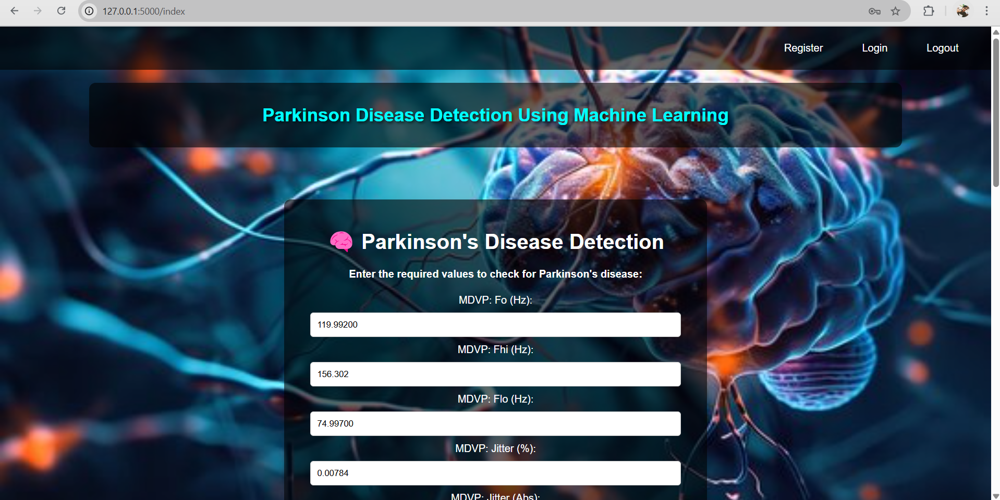 127.0.0.1:5000/index
Register Login Logout
Parkinson Disease Detection Using Machine Learning
Parkinson's Disease Detection
Enter the required values to check for Parkinson's disease:
MDVP: Fo (Hz):
119.99200
MDVP: Fhi (Hz):
156.302
MDVP: Flo (Hz):
74.99700
MDVP: Jitter (%):
0.00784
MDVP: Jitter (Abs):